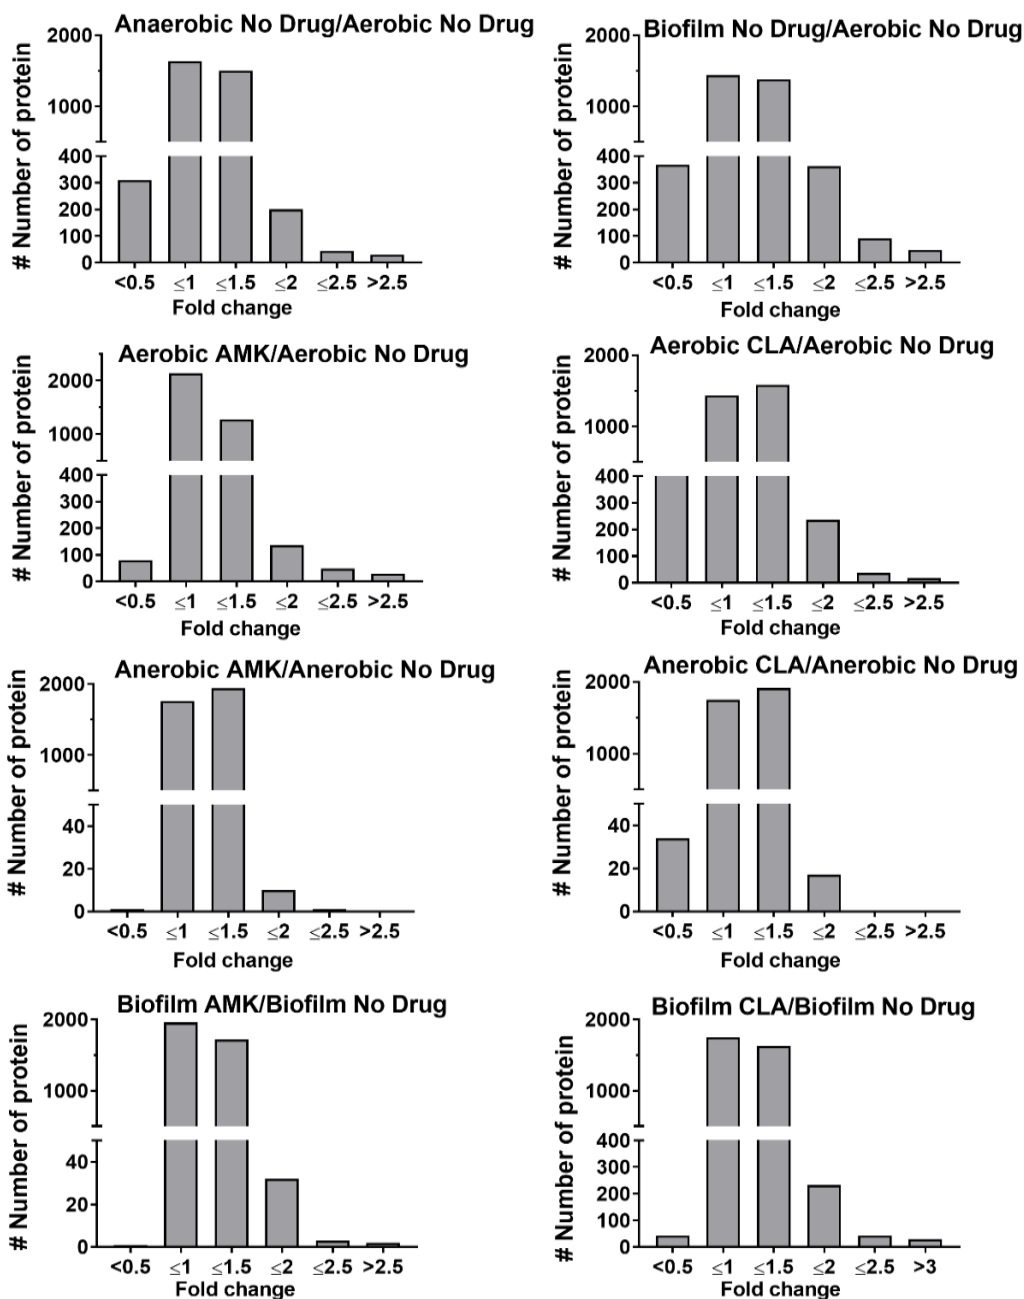 Anaerobic No Drug/Aerobic No Drug
# Number of protein
2000
1000
400
300
200
100
0
<0.5 ≤1 ≤1.5 ≤2 ≤2.5 >2.5
Fold change
Biofilm No Drug/Aerobic No Drug
# Number of protein
2000
1000
400
300
200
100
0
<0.5 ≤1 ≤1.5 ≤2 ≤2.5 >2.5
Fold change
Aerobic AMK/Aerobic No Drug
# Number of protein
2000
1000
400
300
200
100
0
<0.5 ≤1 ≤1.5 ≤2 ≤2.5 >2.5
Fold change
Aerobic CLA/Aerobic No Drug
# Number of protein
2000
1000
400
300
200
100
0
<0.5 ≤1 ≤1.5 ≤2 ≤2.5 >2.5
Fold change
Anerobic AMK/Anerobic No Drug
# Number of protein
2000
1000
40
20
0
<0.5 ≤1 ≤1.5 ≤2 ≤2.5 >2.5
Fold change
Anerobic CLA/Anerobic No Drug
# Number of protein
2000
1000
40
20
0
<0.5 ≤1 ≤1.5 ≤2 ≤2.5 >2.5
Fold change
Biofilm AMK/Biofilm No Drug
# Number of protein
2000
1000
40
20
0
<0.5 ≤1 ≤1.5 ≤2 ≤2.5 >2.5
Fold change
Biofilm CLA/Biofilm No Drug
# Number of protein
2000
1000
400
300
200
100
0
<0.5 ≤1 ≤1.5 ≤2 ≤2.5 >3
Fold change